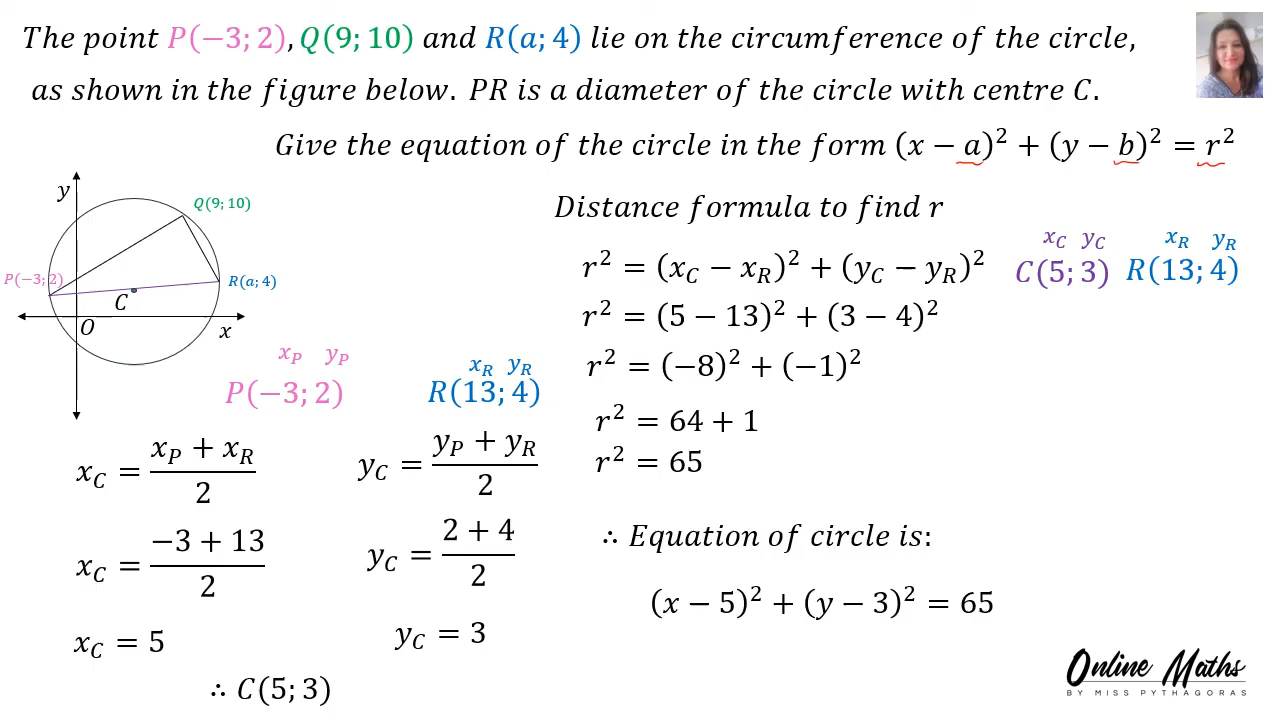 The point P(−3; 2), Q(9; 10) and R(a; 4) lie on the circumference of the circle,
as shown in the figure below. PR is a diameter of the circle with centre C.
Give the equation of the circle in the form (x − a)² + (y − b)² = r²
y
Q(9; 10)
P(−3; 2)
R(a; 4)
C
O
x
x_P y_P
P(−3; 2)
x_R y_R
R(13; 4)
x_C = (x_P + x_R)/2
y_C = (y_P + y_R)/2
x_C = (−3 + 13)/2
y_C = (2 + 4)/2
x_C = 5
y_C = 3
∴ C(5; 3)
Distance formula to find r
x_C y_C
C(5; 3)
x_R y_R
R(13; 4)
r² = (x_C − x_R)² + (y_C − y_R)²
r² = (5 − 13)² + (3 − 4)²
r² = (−8)² + (−1)²
r² = 64 + 1
r² = 65
∴ Equation of circle is:
(x − 5)² + (y − 3)² = 65
Online Maths
BY MISS PYTHAGORAS